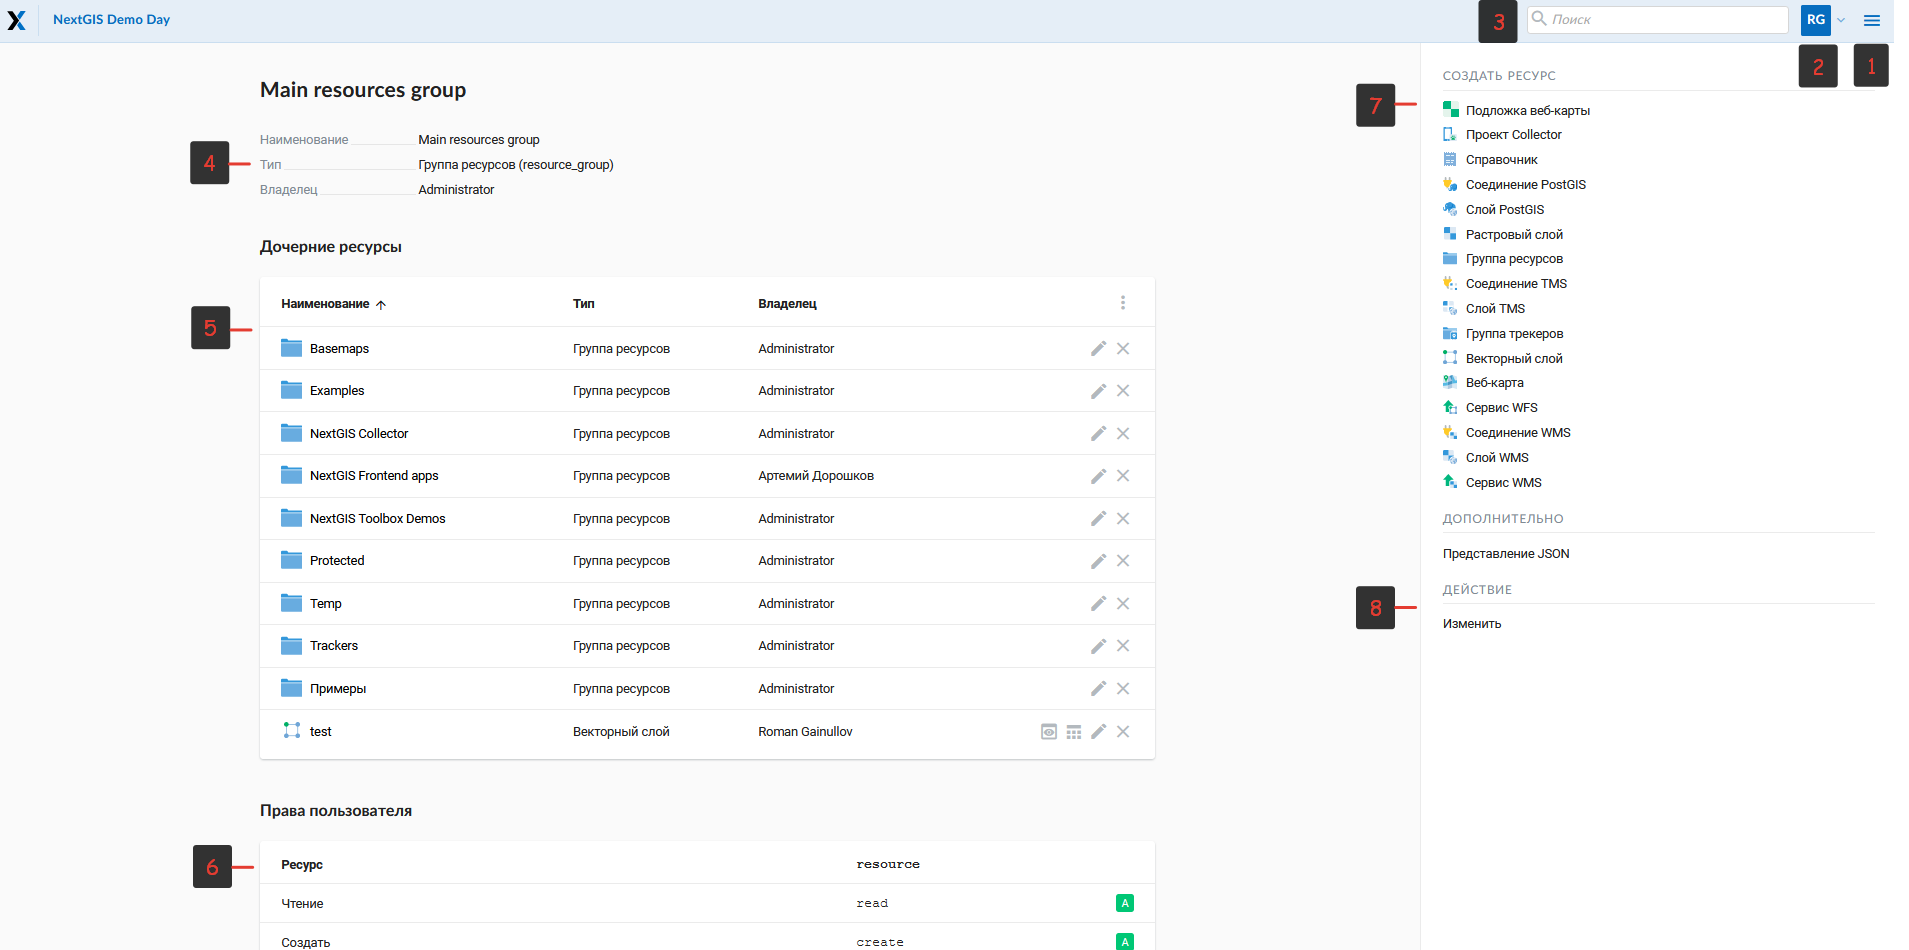 NextGIS Demo Day
3
Поиск
RG
2
1
Main resources group
Наименование Main resources group
4
Тип Группа ресурсов (resource_group)
Владелец Administrator
Дочерние ресурсы
5
Наименование Тип Владелец
Basemaps Группа ресурсов Administrator
Examples Группа ресурсов Administrator
NextGIS Collector Группа ресурсов Administrator
NextGIS Frontend apps Группа ресурсов Артемий Дорошков
NextGIS Toolbox Demos Группа ресурсов Administrator
Protected Группа ресурсов Administrator
Temp Группа ресурсов Administrator
Trackers Группа ресурсов Administrator
Примеры Группа ресурсов Administrator
test Векторный слой Roman Gainullov
Права пользователя
6
Ресурс resource
Чтение read A
Создать create A
7
СОЗДАТЬ РЕСУРС
Подложка веб-карты
Проект Collector
Справочник
Соединение PostGIS
Слой PostGIS
Растровый слой
Группа ресурсов
Соединение TMS
Слой TMS
Группа трекеров
Векторный слой
Веб-карта
Сервис WFS
Соединение WMS
Слой WMS
Сервис WMS
ДОПОЛНИТЕЛЬНО
Представление JSON
8
ДЕЙСТВИЕ
Изменить